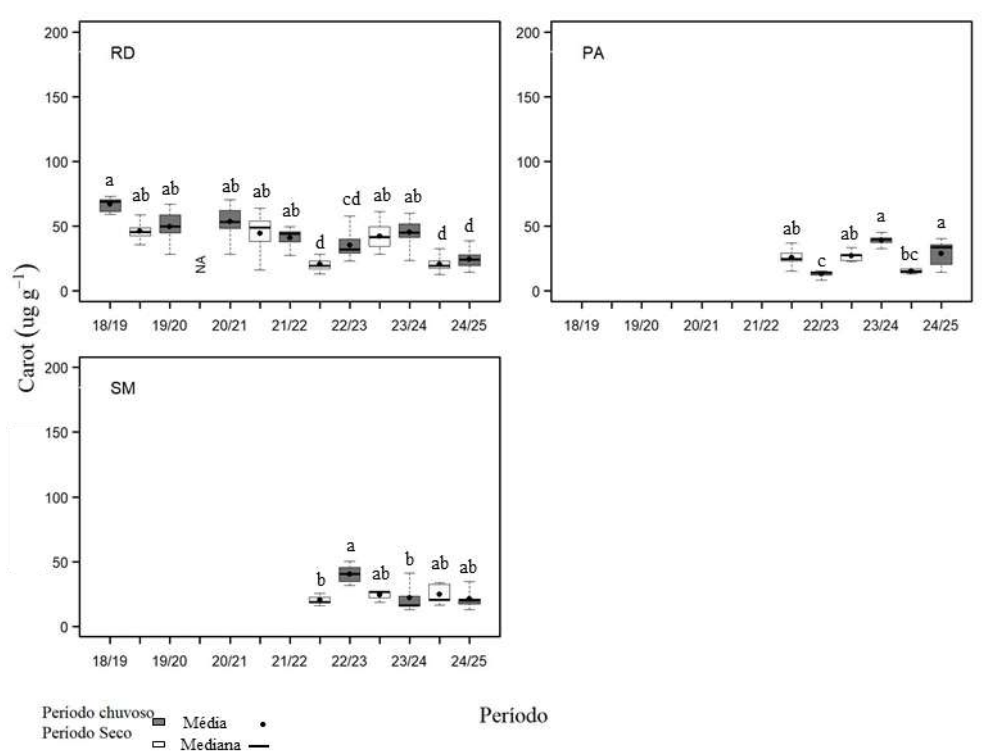 200
150
100
50
0
RD
a
ab
ab
NA
ab
ab
ab
d
cd
ab
ab
d
d
18/19
19/20
20/21
21/22
22/23
23/24
24/25
200
150
100
50
0
PA
ab
c
ab
a
bc
a
18/19
19/20
20/21
21/22
22/23
23/24
24/25
Carot (ug g⁻¹)
200
150
100
50
0
SM
b
a
ab
b
ab
ab
18/19
19/20
20/21
21/22
22/23
23/24
24/25
Período
Período chuvoso
Média
Período Seco
Mediana